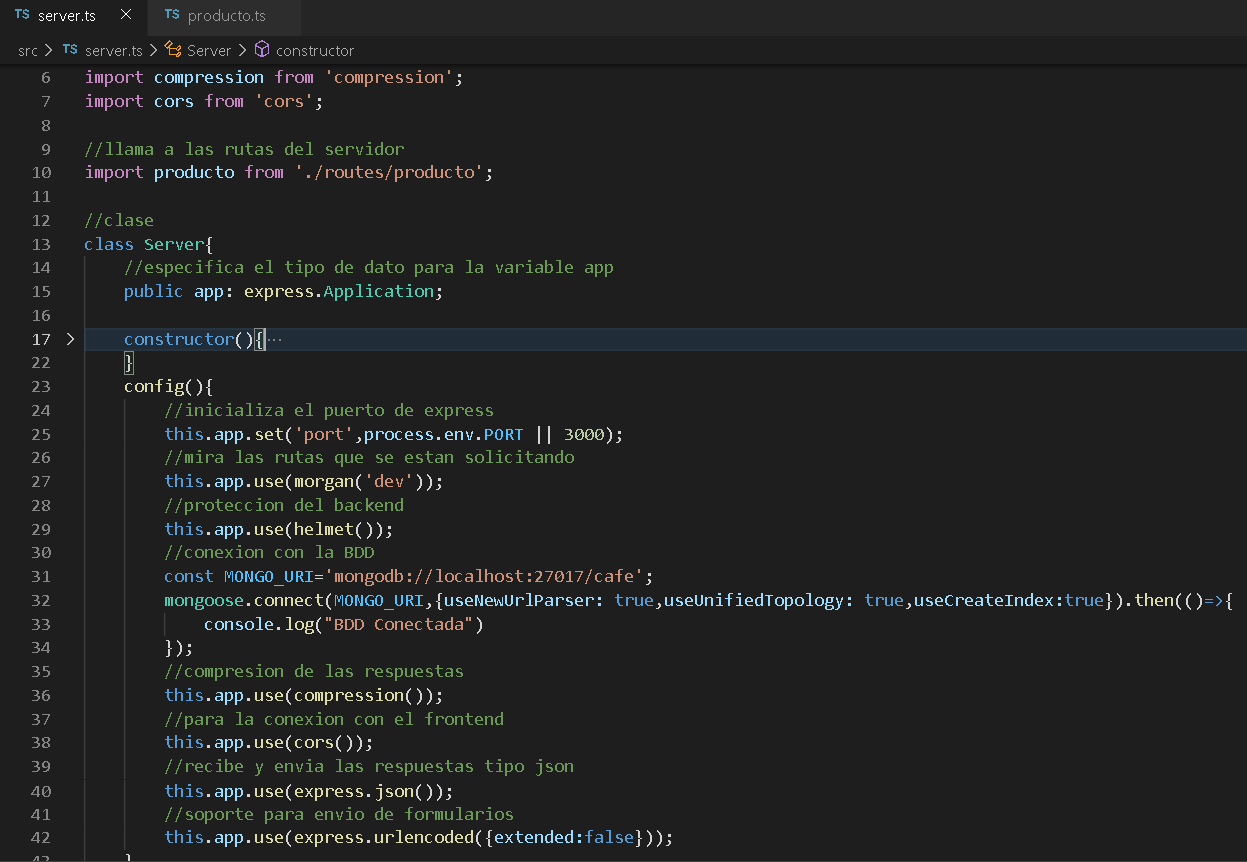 TS server.ts
TS producto.ts
src > TS server.ts > Server > constructor
6 import compression from 'compression';
7 import cors from 'cors';
8
9 //llama a las rutas del servidor
10 import producto from './routes/producto';
11
12 //clase
13 class Server{
14 //especifica el tipo de dato para la variable app
15 public app: express.Application;
16
17 constructor(){···
22 }
23 config(){
24 //inicializa el puerto de express
25 this.app.set('port',process.env.PORT || 3000);
26 //mira las rutas que se estan solicitando
27 this.app.use(morgan('dev'));
28 //proteccion del backend
29 this.app.use(helmet());
30 //conexion con la BDD
31 const MONGO_URI='mongodb://localhost:27017/cafe';
32 mongoose.connect(MONGO_URI,{useNewUrlParser: true,useUnifiedTopology: true,useCreateIndex:true}).then(()=>{
33 console.log("BDD Conectada")
34 });
35 //compresion de las respuestas
36 this.app.use(compression());
37 //para la conexion con el frontend
38 this.app.use(cors());
39 //recibe y envia las respuestas tipo json
40 this.app.use(express.json());
41 //soporte para envio de formularios
42 this.app.use(express.urlencoded({extended:false}));
43 }